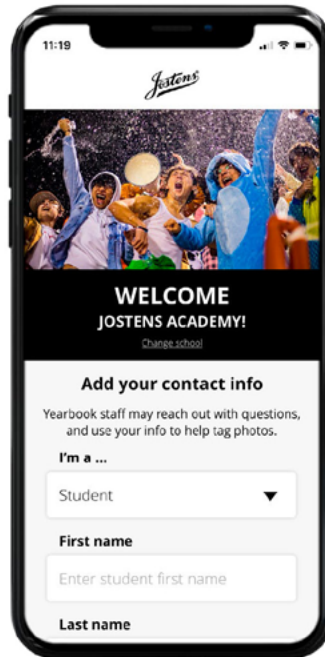 11:19
Jostens
WELCOME
JOSTENS ACADEMY!
Change school
Add your contact info
Yearbook staff may reach out with questions,
and use your info to help tag photos.
I'm a ...
Student
First name
Enter student first name
Last name